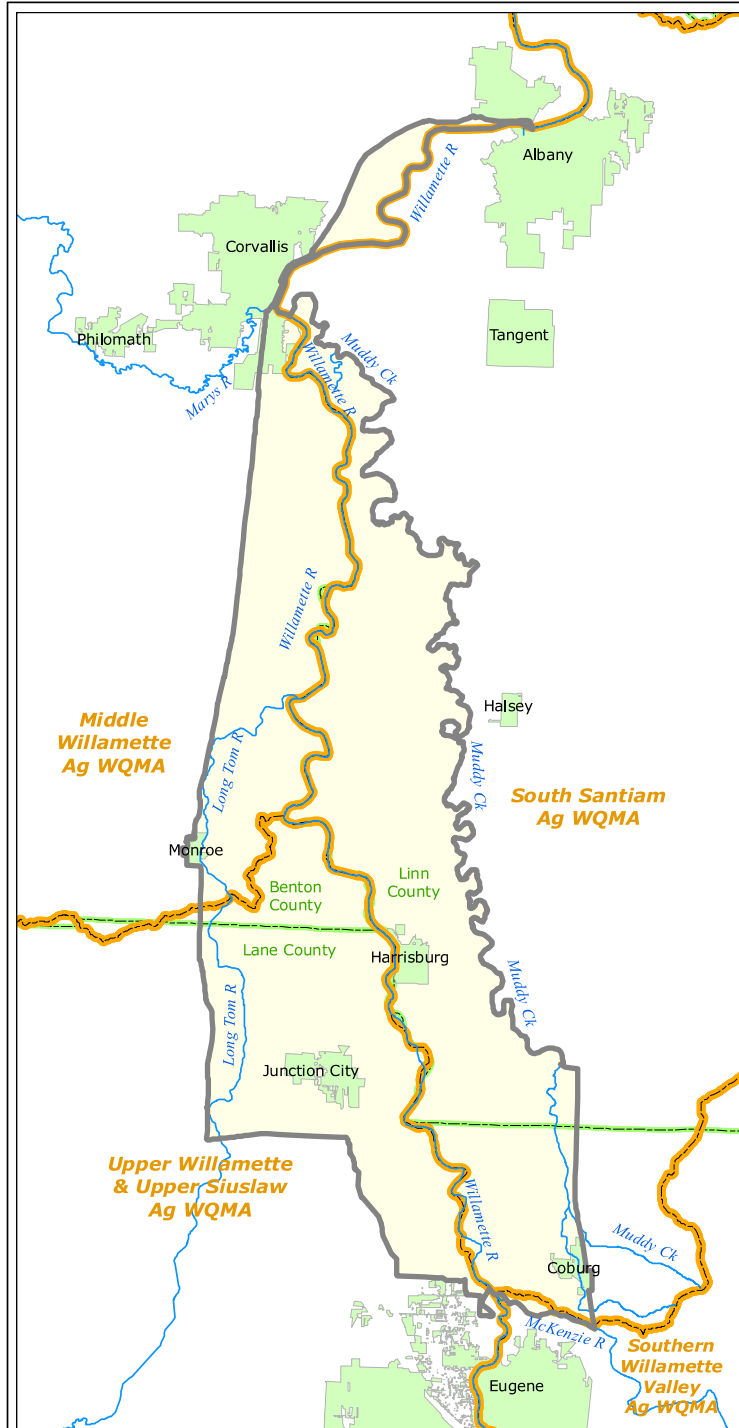 Albany
Willamette R
Corvallis
Tangent
Philomath
Marys R
Willamette R
Muddy Ck
Willamette R
Halsey
Middle
Willamette
Ag WQMA
Long Tom R
Muddy Ck
South Santiam
Ag WQMA
Monroe
Linn
County
Benton
County
Lane County
Harrisburg
Long Tom R
Muddy Ck
Junction City
Upper Willamette
& Upper Siuslaw
Ag WQMA
Willamette R
Muddy Ck
Coburg
McKenzie R
Southern
Willamette
Valley
Ag WQMA
Eugene